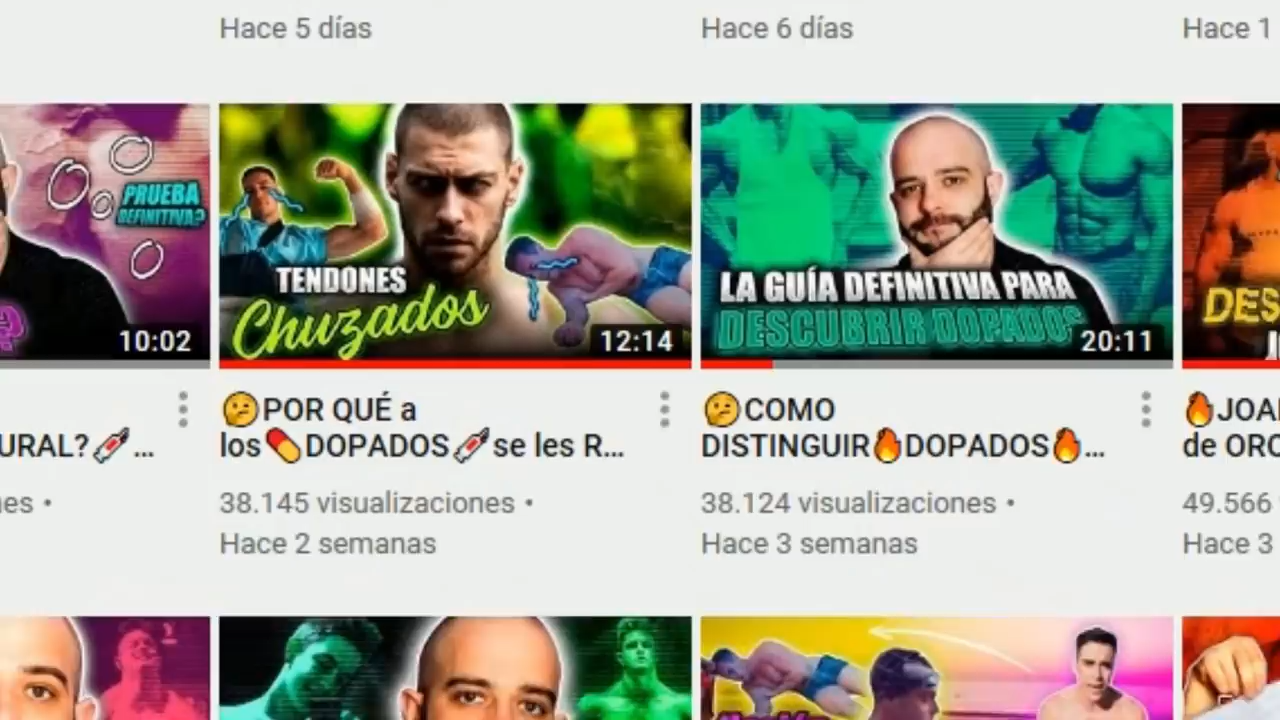 Hace 5 días
Hace 6 días
Hace 1
PRUEBA
DEFINITIVA?
10:02
TENDONES
Chuzados
12:14
LA GUÍA DEFINITIVA PARA
DESCUBRIR DOPADOS
20:11
DES
URAL?💉...
🤔POR QUÉ a
los💊DOPADOS💉se les R...
38.145 visualizaciones •
Hace 2 semanas
🤔COMO
DISTINGUIR🔥DOPADOS🔥...
38.124 visualizaciones •
Hace 3 semanas
🔥JOA
de ORO
49.566
Hace 3
nes •